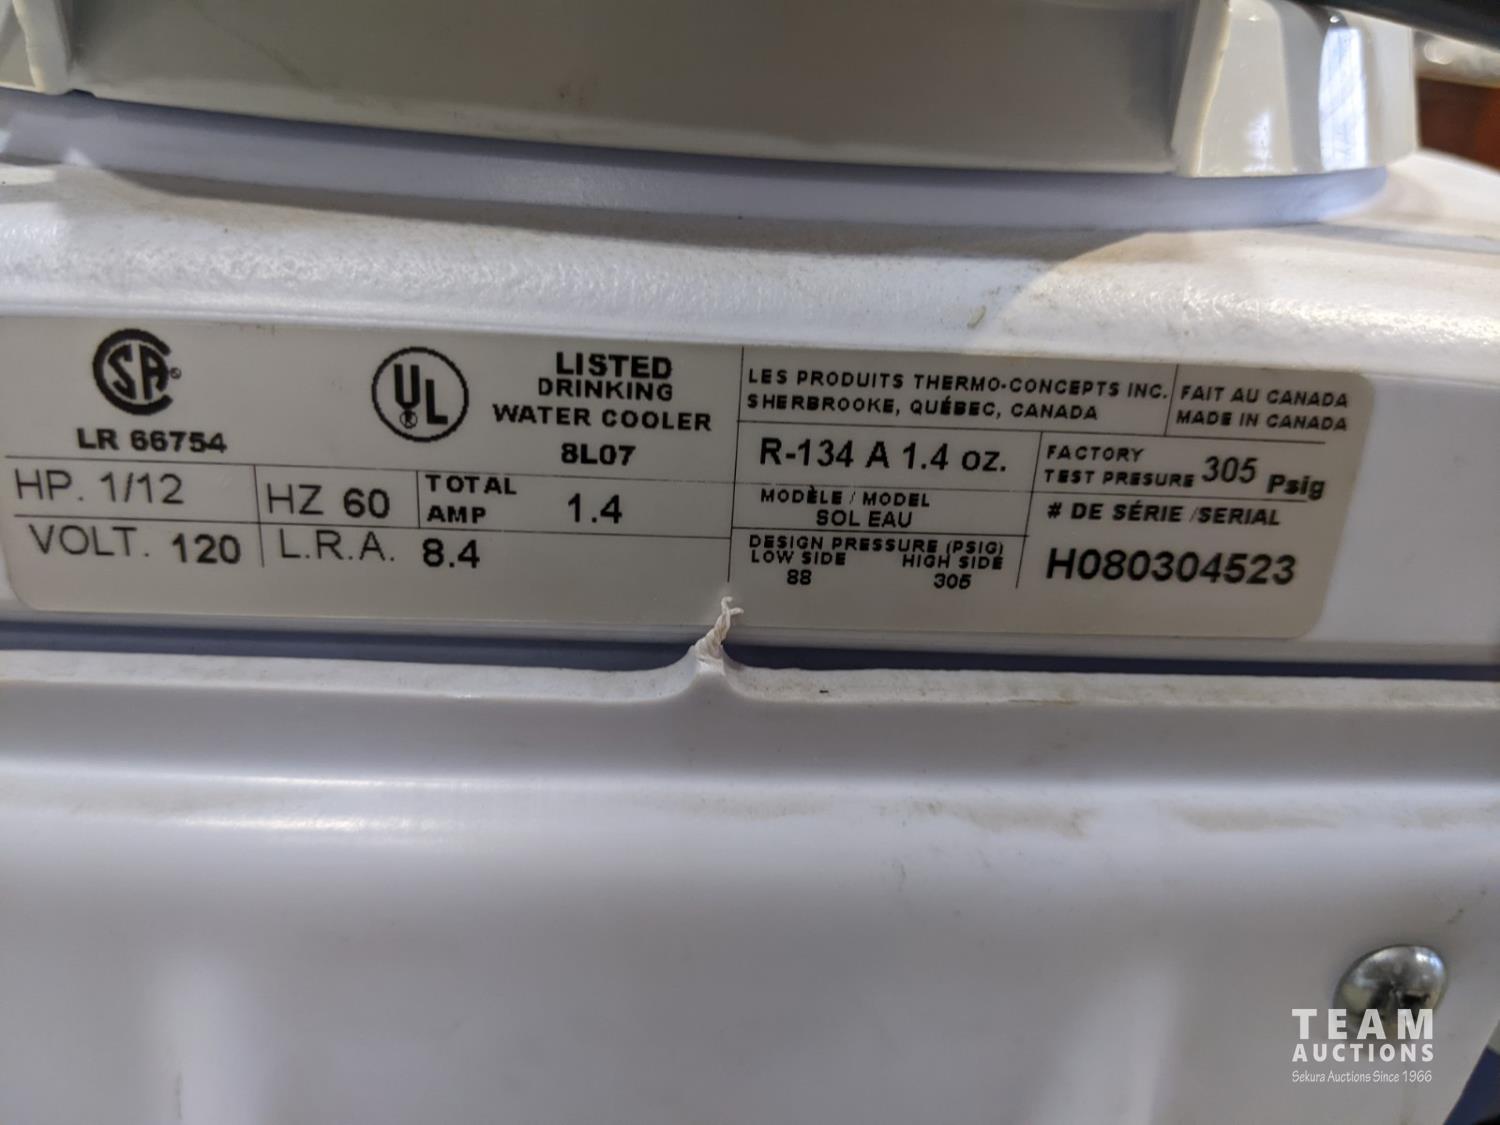 CSA
LR 66754
UL
®
LISTED
DRINKING
WATER COOLER
8L07
HP. 1/12
HZ 60
TOTAL
AMP 1.4
VOLT. 120
L.R.A. 8.4
LES PRODUITS THERMO-CONCEPTS INC.
SHERBROOKE, QUÉBEC, CANADA
FAIT AU CANADA
MADE IN CANADA
R-134 A 1.4 oz.
FACTORY
TEST PRESURE 305 Psig
MODÈLE / MODEL
SOL EAU
# DE SÉRIE /SERIAL
H080304523
DESIGN PRESSURE (PSIG)
LOW SIDE HIGH SIDE
88 305
TEAM
AUCTIONS
Sekura Auctions Since 1966